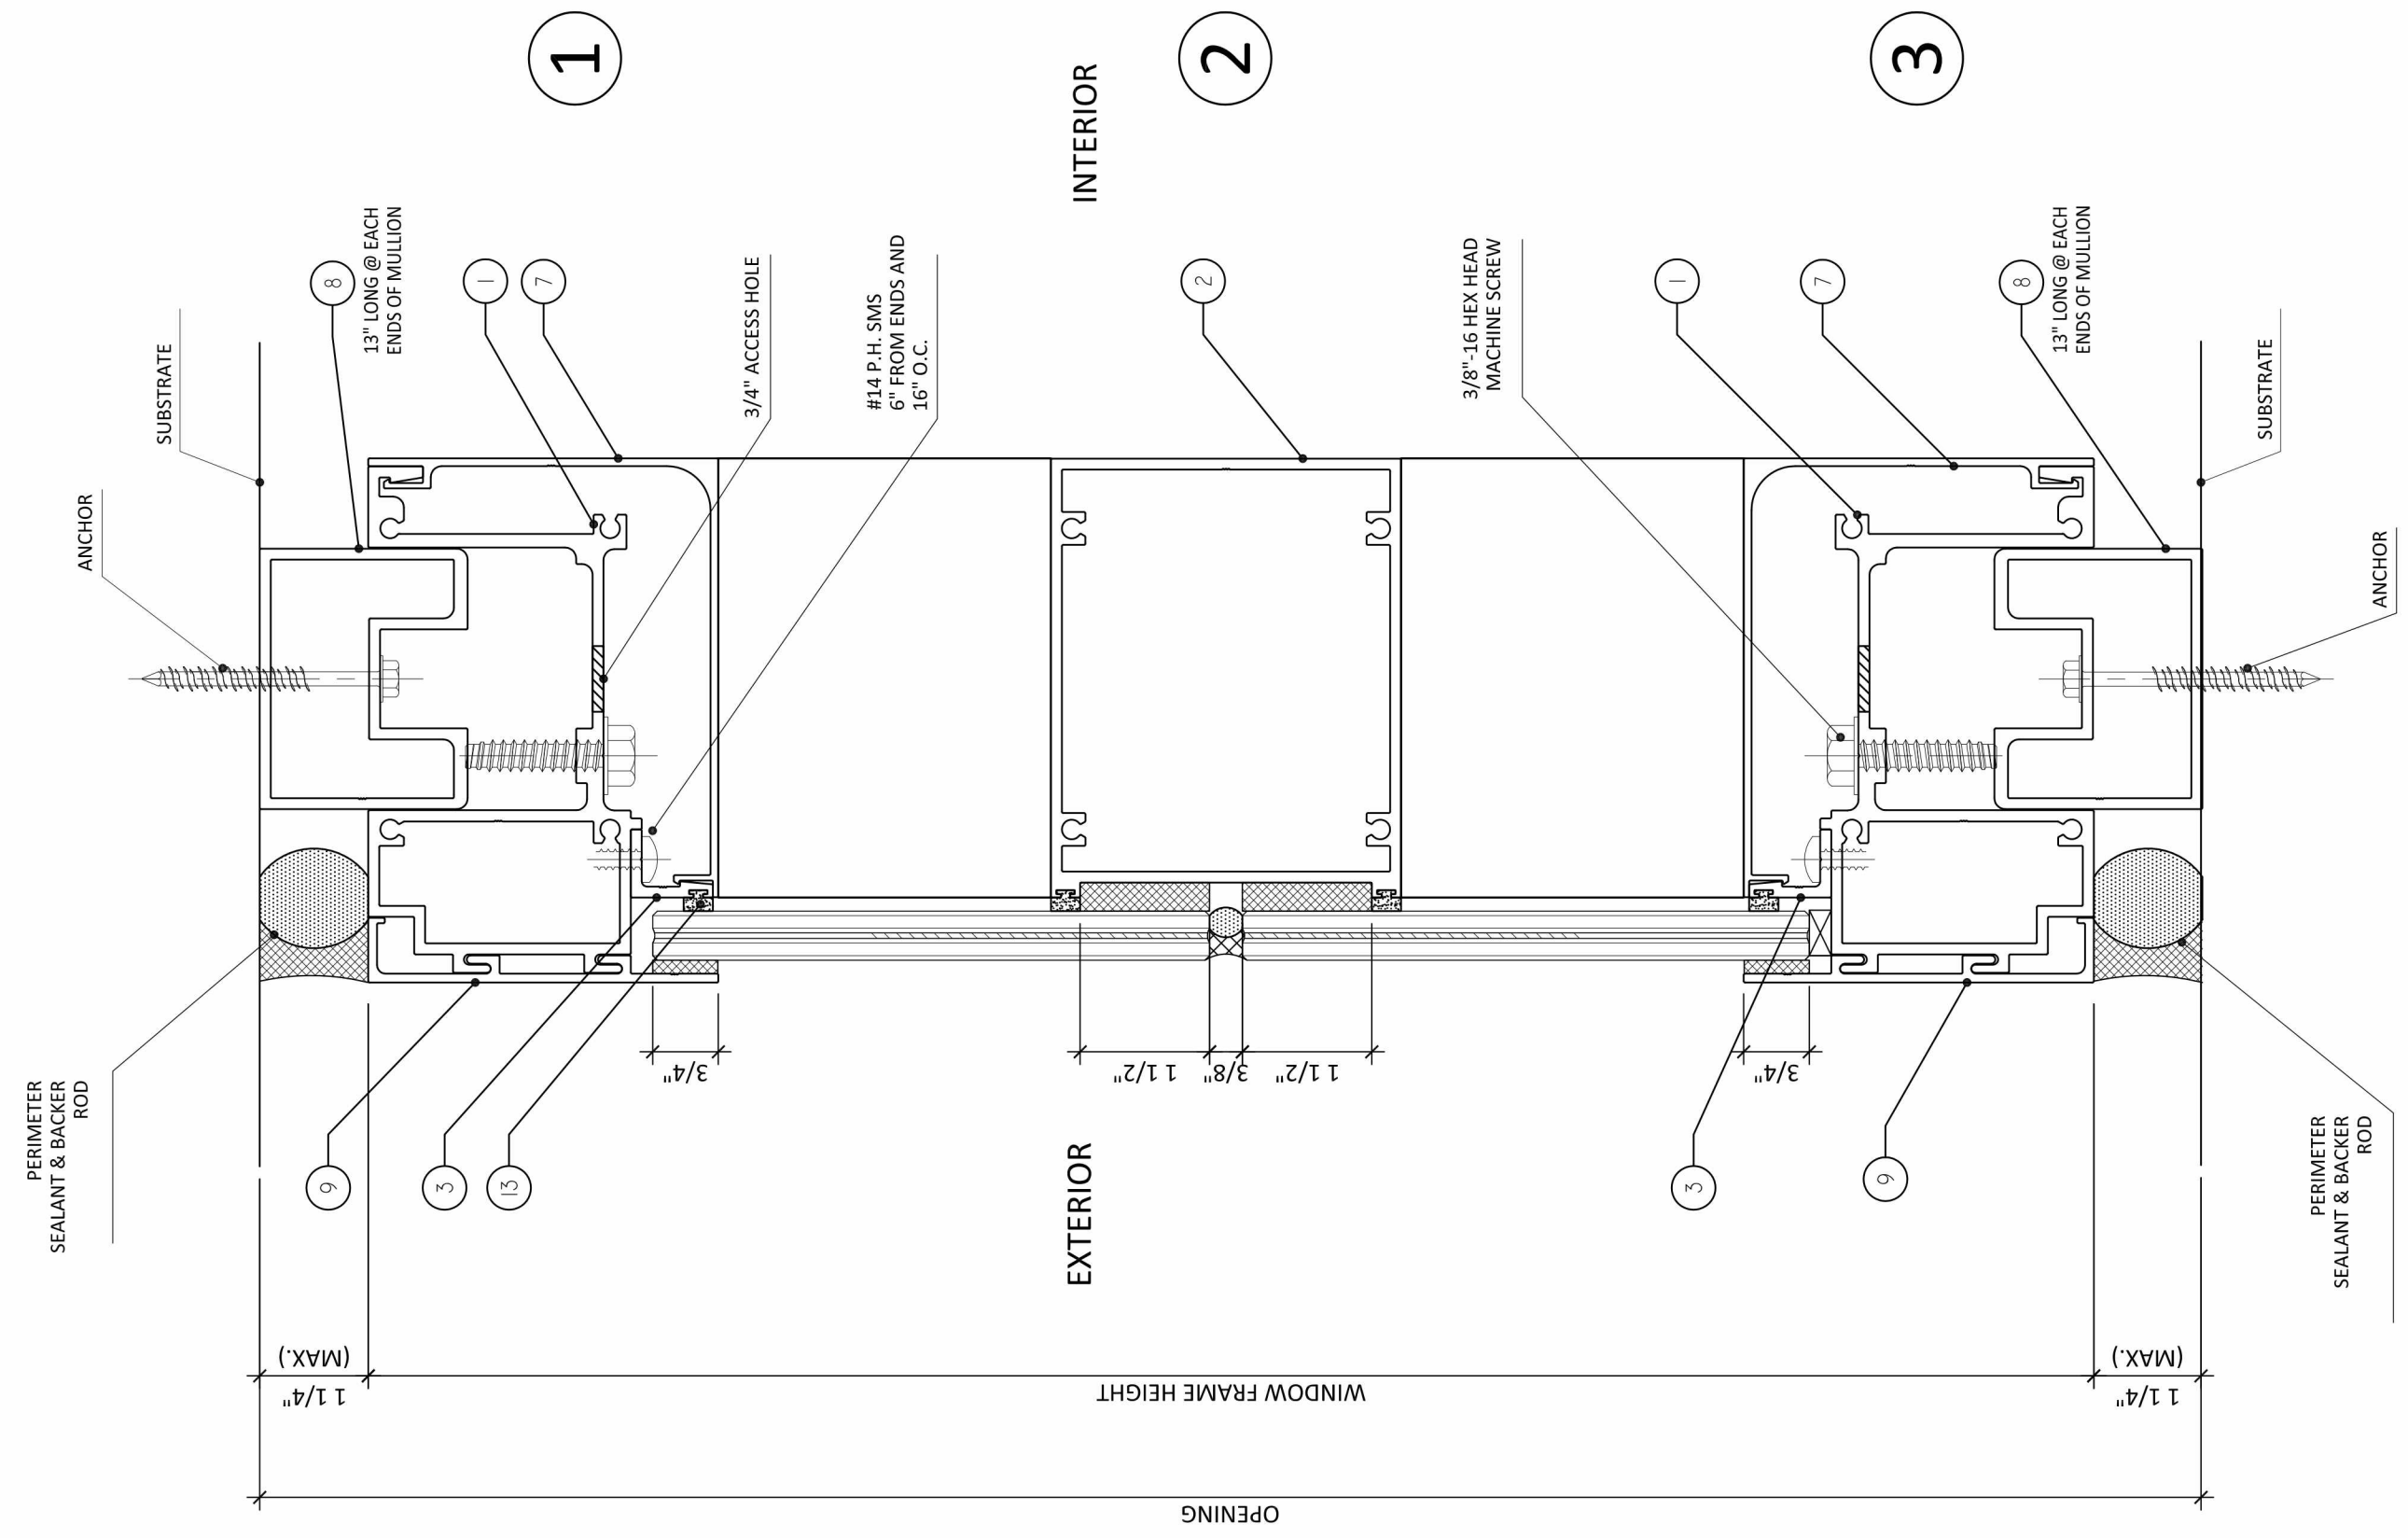 1
2
3
INTERIOR
SUBSTRATE
ANCHOR
8
13" LONG @ EACH
ENDS OF MULLION
1
7
3/4" ACCESS HOLE
#14 P.H. SMS
6" FROM ENDS AND
16" O.C.
2
3/8"-16 HEX HEAD
MACHINE SCREW
1
7
8
13" LONG @ EACH
ENDS OF MULLION
SUBSTRATE
ANCHOR
PERIMETER
SEALANT & BACKER
ROD
9
3
13
3/4"
1 1/2"
3/8"
1 1/2"
3/4"
EXTERIOR
3
9
PERIMETER
SEALANT & BACKER
ROD
1 1/4"
(MAX.)
WINDOW FRAME HEIGHT
1 1/4"
(MAX.)
OPENING